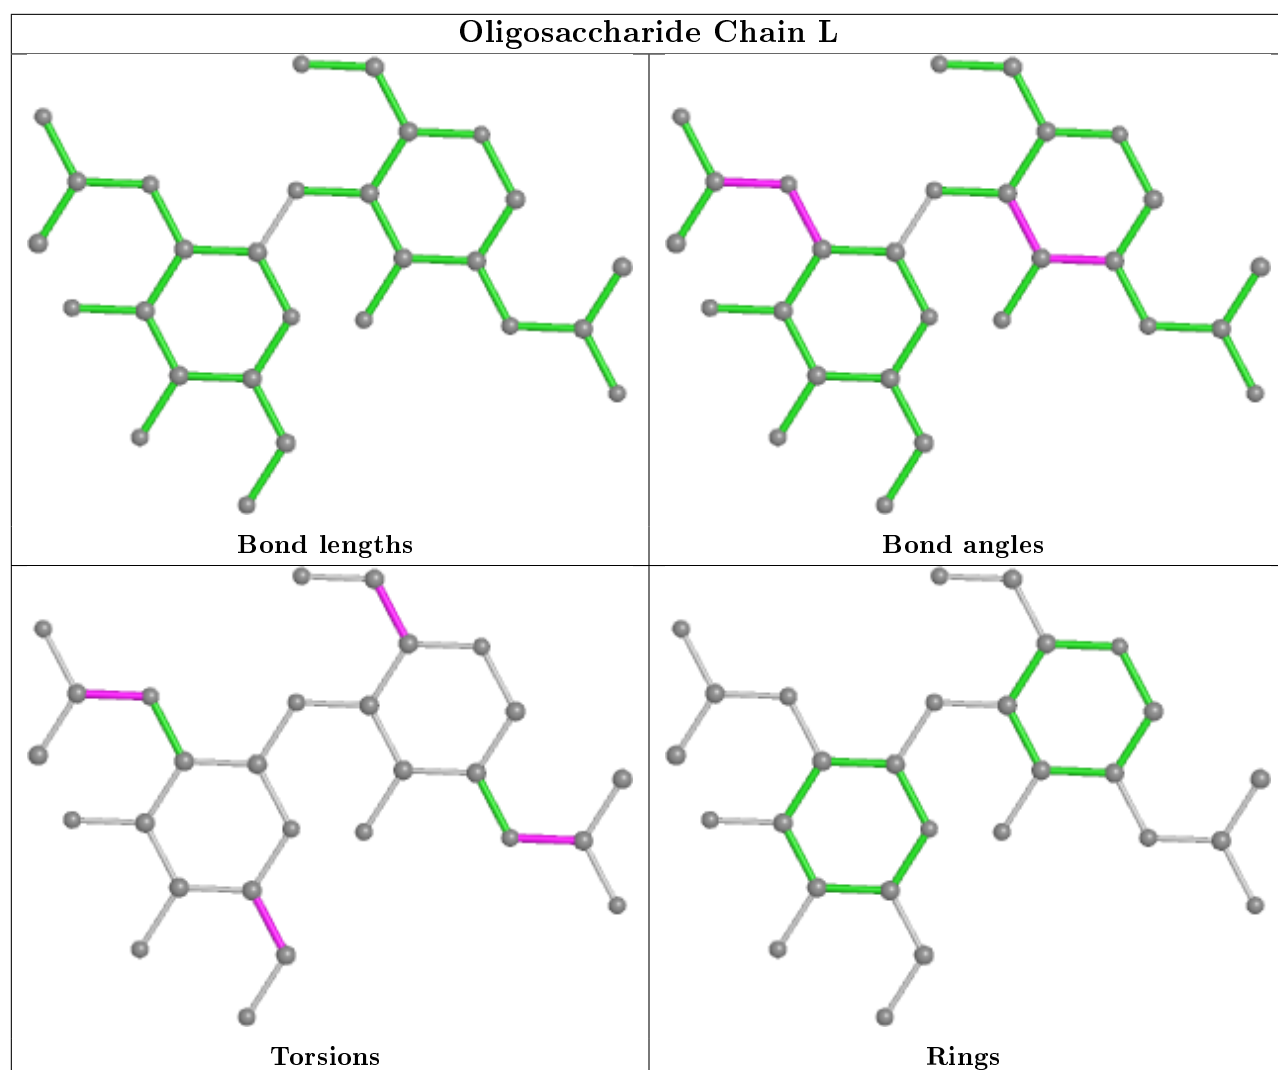 Oligosaccharide Chain L
Bond lengths
Bond angles
Torsions
Rings